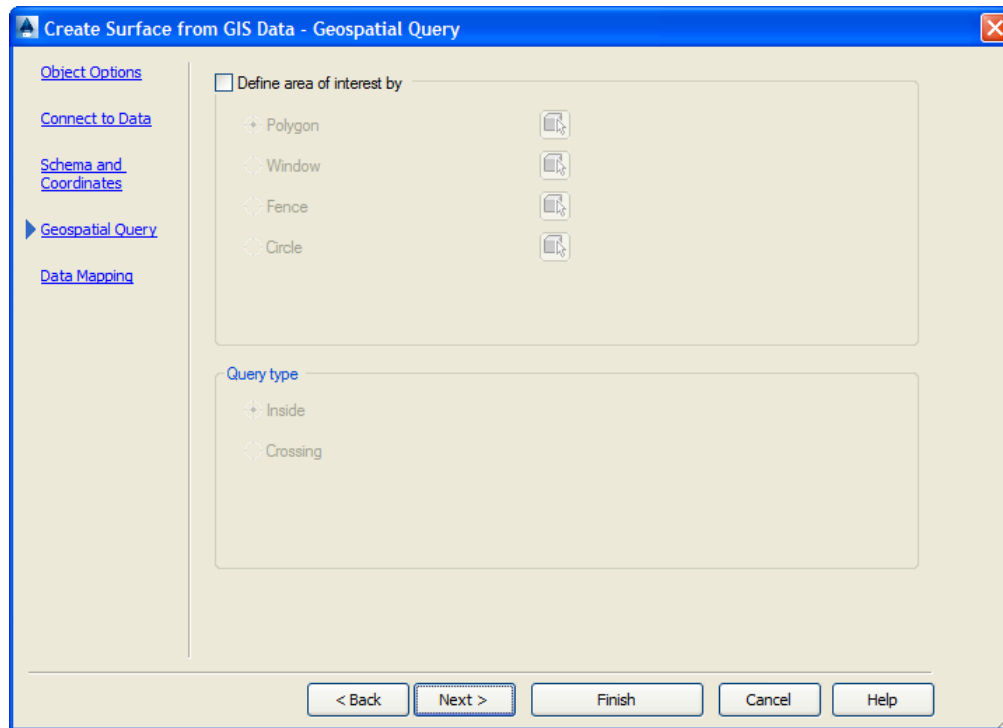 Create Surface from GIS Data - Geospatial Query
Object Options
Connect to Data
Schema and
Coordinates
Geospatial Query
Data Mapping
Define area of interest by
Polygon
Window
Fence
Circle
Query type
Inside
Crossing
< Back
Next >
Finish
Cancel
Help